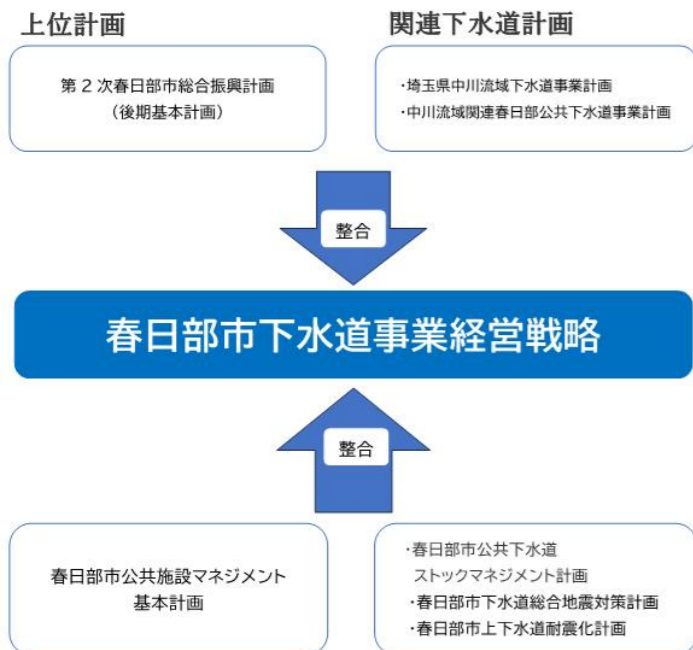 上位計画
関連下水道計画
第2次春日部市総合振興計画
（後期基本計画）
・埼玉県中川流域下水道事業計画
・中川流域関連春日部公共下水道事業計画
整合
春日部市下水道事業経営戦略
整合
春日部市公共施設マネジメント
基本計画
・春日部市公共下水道
ストックマネジメント計画
・春日部市下水道総合地震対策計画
・春日部市上下水道耐震化計画